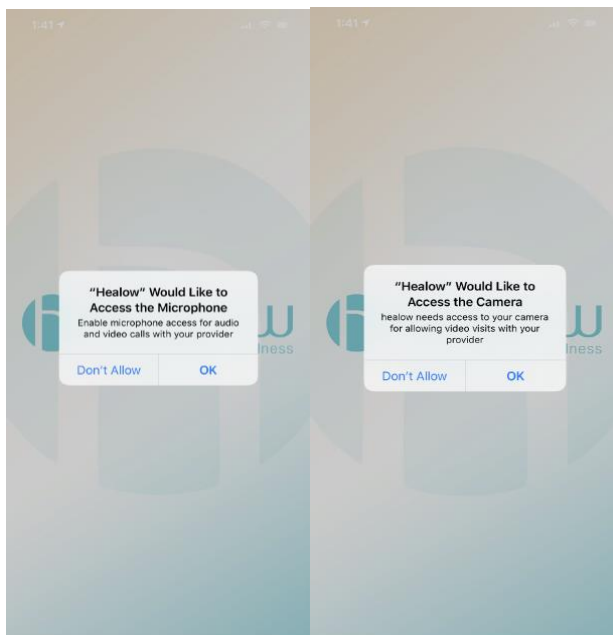 1:41
"Healow" Would Like to
Access the Microphone
Enable microphone access for audio
and video calls with your provider
Don't Allow
OK
1:41
"Healow" Would Like to
Access the Camera
healow needs access to your camera
for allowing video visits with your
provider
Don't Allow
OK